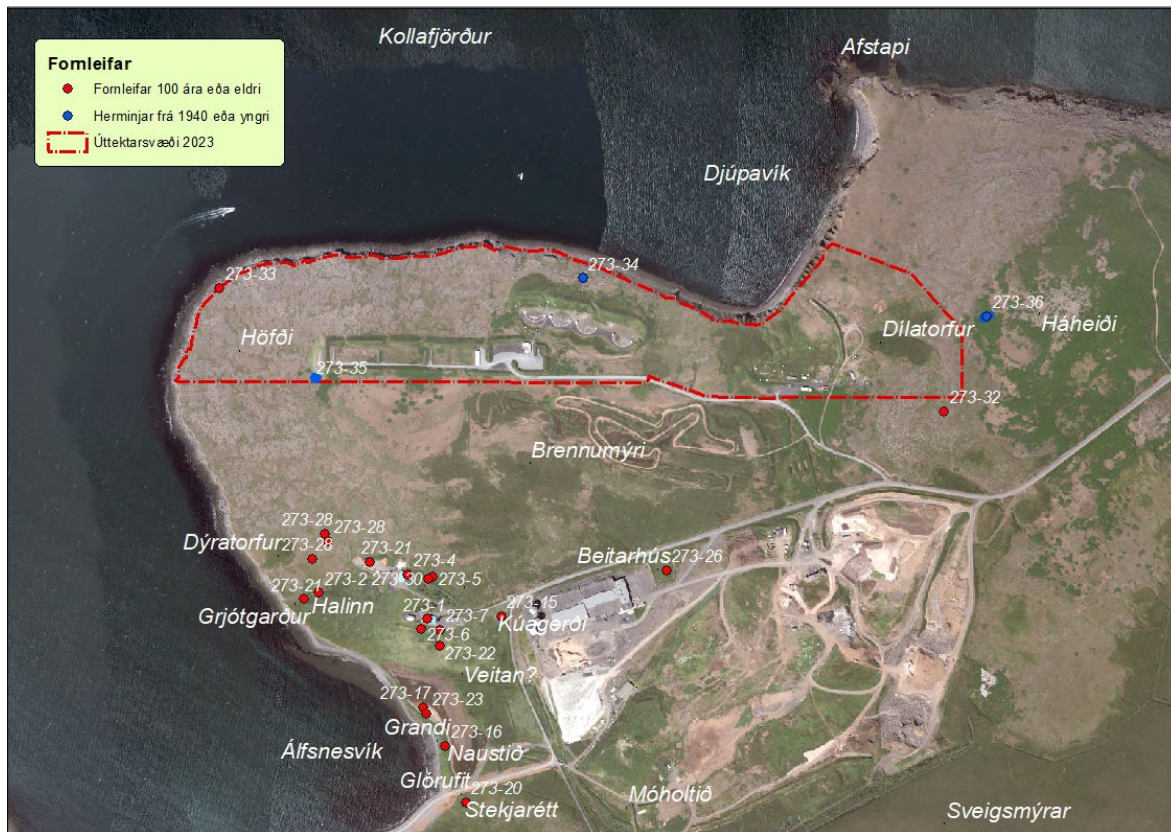 Kollafjörður
Afstapi
Fornleifar
Fornleifar 100 ára eða eldri
Herminjar frá 1940 eða yngri
Úttektarsvæði 2023
Djúpavík
273-33
273-34
273-36
Höfði
Dílatorfur
Háheiði
273-35
273-32
Brennumýri
273-28
273-28
Dýratorfur
273-28
273-21
273-4
Beitarhús
273-26
273-21
273-2
273-30
273-5
Halinn
Grjótgarður
273-1
273-7
273-15
Kúagerði
273-6
273-22
Veitan?
273-17
273-23
Grandi
273-16
Álfsnesvík
Naustið
Glórufit
273-20
Móholtið
Stekjarétt
Sveigsmýrar